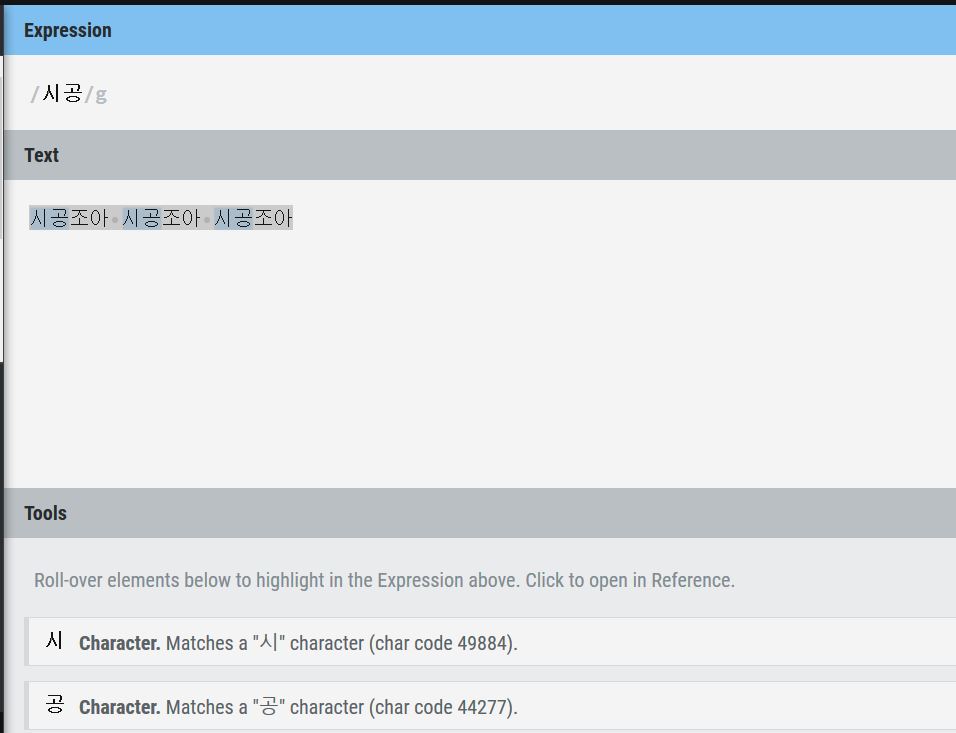 Expression
/시공/g
Text
시공조아 시공조아 시공조아
Tools
Roll-over elements below to highlight in the Expression above. Click to open in Reference.
시 Character. Matches a "시" character (char code 49884).
공 Character. Matches a "공" character (char code 44277).